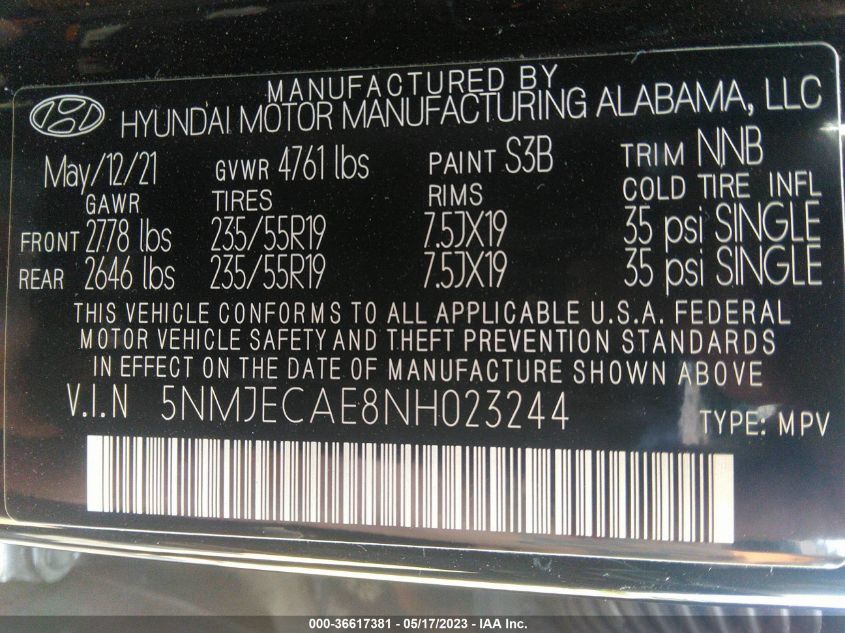 MANUFACTURED BY
HYUNDAI MOTOR MANUFACTURING ALABAMA, LLC
May/12/21 GVWR 4761 lbs PAINT S3B TRIM NNB
GAWR TIRES RIMS COLD TIRE INFL
FRONT 2778 lbs 235/55R19 7.5JX19 35 psi SINGLE
REAR 2646 lbs 235/55R19 7.5JX19 35 psi SINGLE
THIS VEHICLE CONFORMS TO ALL APPLICABLE U.S.A. FEDERAL
MOTOR VEHICLE SAFETY AND THEFT PREVENTION STANDARDS
IN EFFECT ON THE DATE OF MANUFACTURE SHOWN ABOVE
V.I.N 5NMJECAE8NH023244 TYPE: MPV
000-36617381 - 05/17/2023 - IAA Inc.